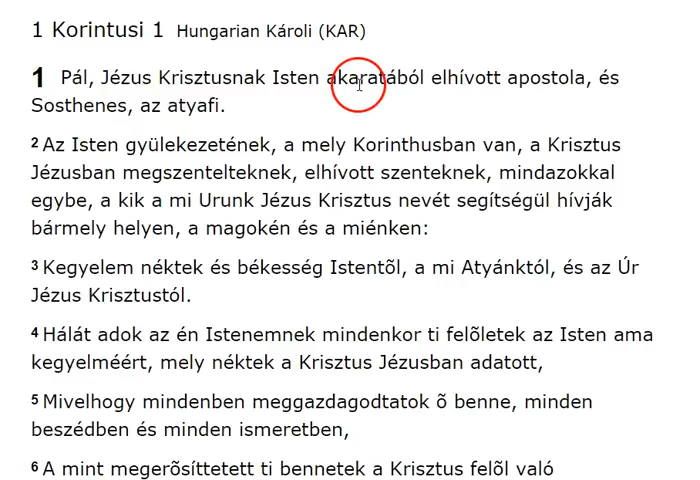 1 Korintusi 1 Hungarian Károli (KAR)
1 Pál, Jézus Krisztusnak Isten akaratából elhívott apostola, és
Sosthenes, az atyafi.
2 Az Isten gyülekezetének, a mely Korinthusban van, a Krisztus
Jézusban megszentelteknek, elhívott szenteknek, mindazokkal
egybe, a kik a mi Urunk Jézus Krisztus nevét segítségül hívják
bármely helyen, a magokén és a miénken:
3 Kegyelem néktek és békesség Istentõl, a mi Atyánktól, és az Úr
Jézus Krisztustól.
4 Hálát adok az én Istenemnek mindenkor ti felõletek az Isten ama
kegyelméért, mely néktek a Krisztus Jézusban adatott,
5 Mivelhogy mindenben meggazdagodtatok õ benne, minden
beszédben és minden ismeretben,
6 A mint megerõsíttetett ti bennetek a Krisztus felõl való